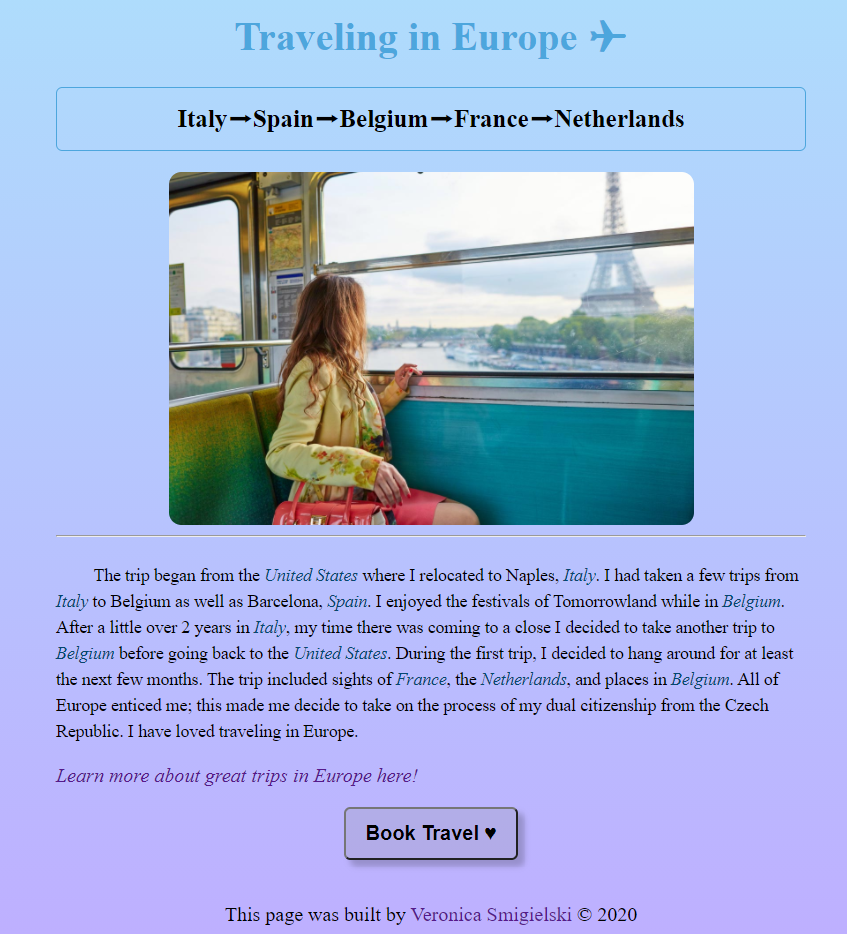 Traveling in Europe ✈
Italy→Spain→Belgium→France→Netherlands
The trip began from the United States where I relocated to Naples, Italy. I had taken a few trips from
Italy to Belgium as well as Barcelona, Spain. I enjoyed the festivals of Tomorrowland while in Belgium.
After a little over 2 years in Italy, my time there was coming to a close I decided to take another trip to
Belgium before going back to the United States. During the first trip, I decided to hang around for at least
the next few months. The trip included sights of France, the Netherlands, and places in Belgium. All of
Europe enticed me; this made me decide to take on the process of my dual citizenship from the Czech
Republic. I have loved traveling in Europe.
Learn more about great trips in Europe here!
Book Travel ♥
This page was built by Veronica Smigielski © 2020